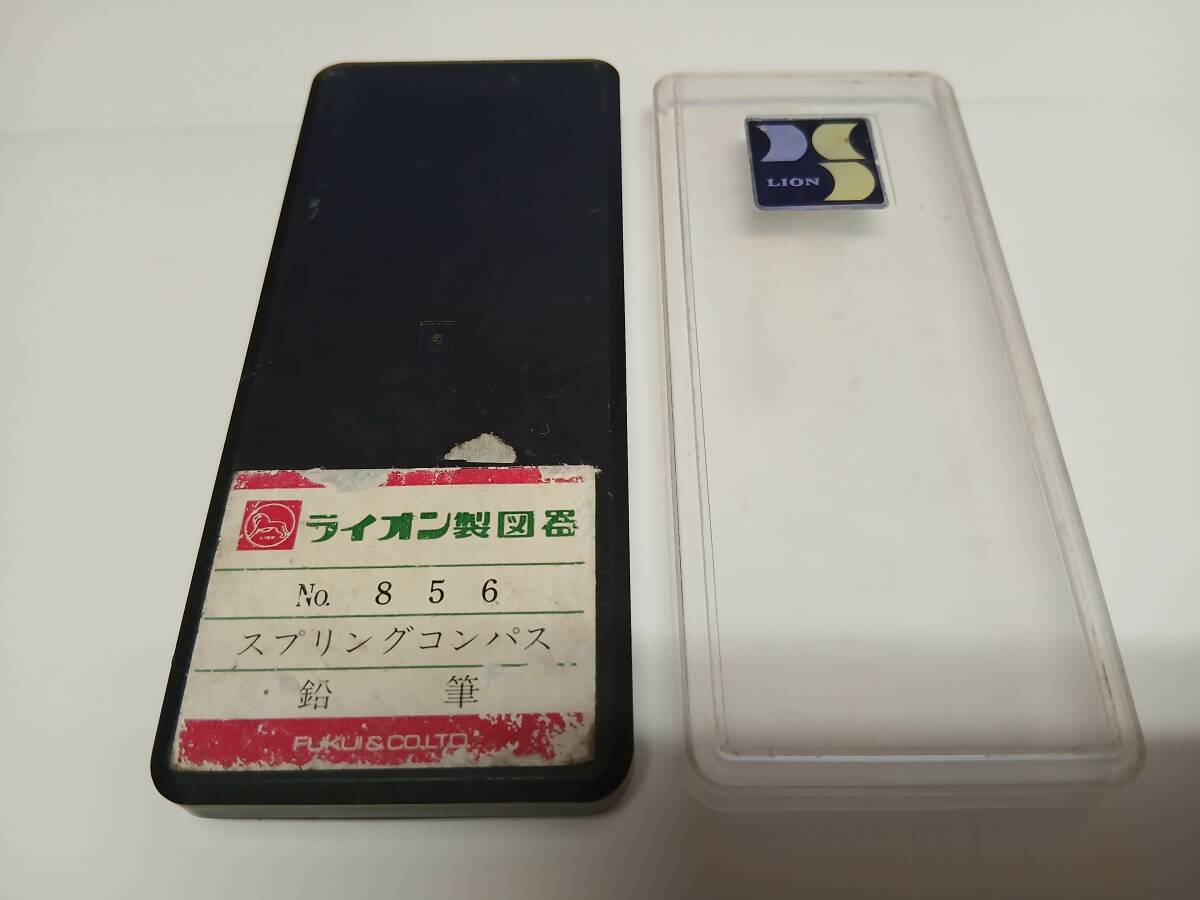 ライオン製図器
No. 856
スプリングコンパス
鉛筆
FUKUI & CO.LTD.
LION